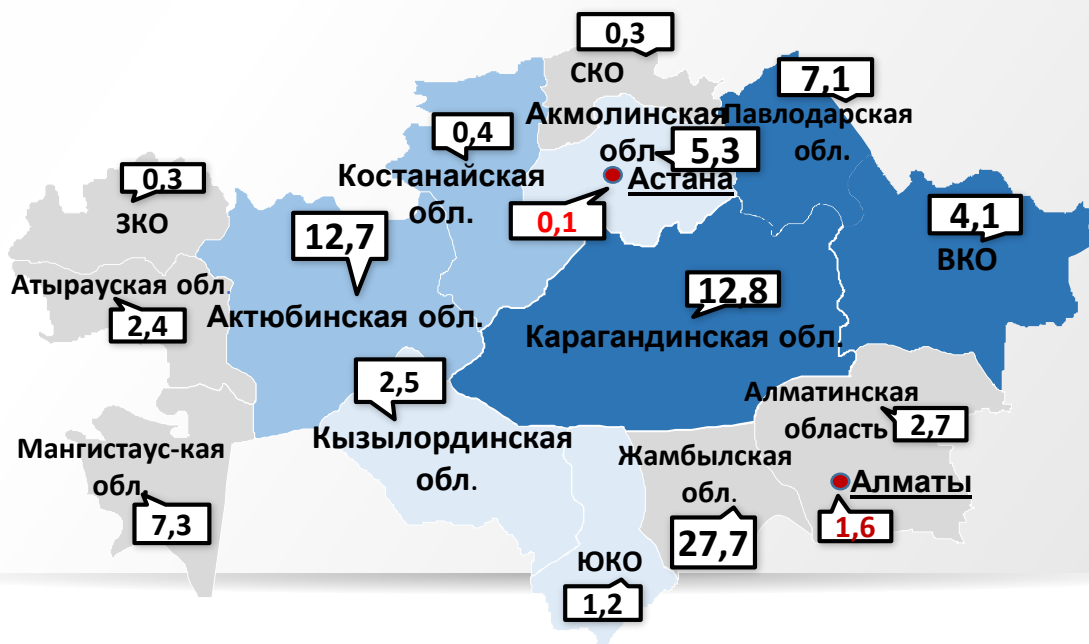 0,3
СКО
7,1
Павлодарская
обл.
Акмолинская
обл
5,3
0,4
Костанайская
обл.
Астана
0,1
0,3
ЗКО
12,7
Актюбинская обл.
4,1
ВКО
Атырауская обл.
2,4
12,8
Карагандинская обл.
2,5
Кызылординская
обл.
Алматинская
область
2,7
Мангистаус-кая
обл.
7,3
Жамбылская
обл.
27,7
Алматы
1,6
ЮКО
1,2